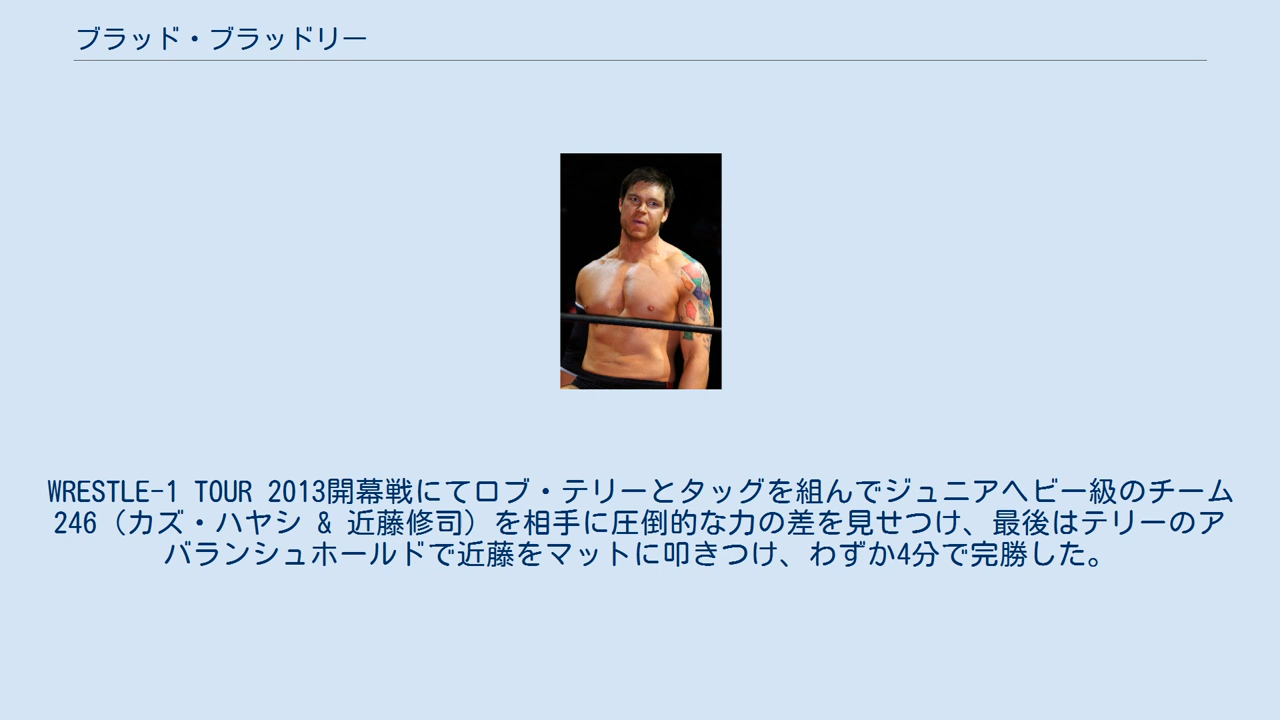 ブラッド・ブラッドリー
WRESTLE-1 TOUR 2013開幕戦にてロブ・テリーとタッグを組んでジュニアヘビー級のチーム
246（カズ・ハヤシ & 近藤修司）を相手に圧倒的な力の差を見せつけ、最後はテリーのア
バランシュホールドで近藤をマットに叩きつけ、わずか4分で完勝した。